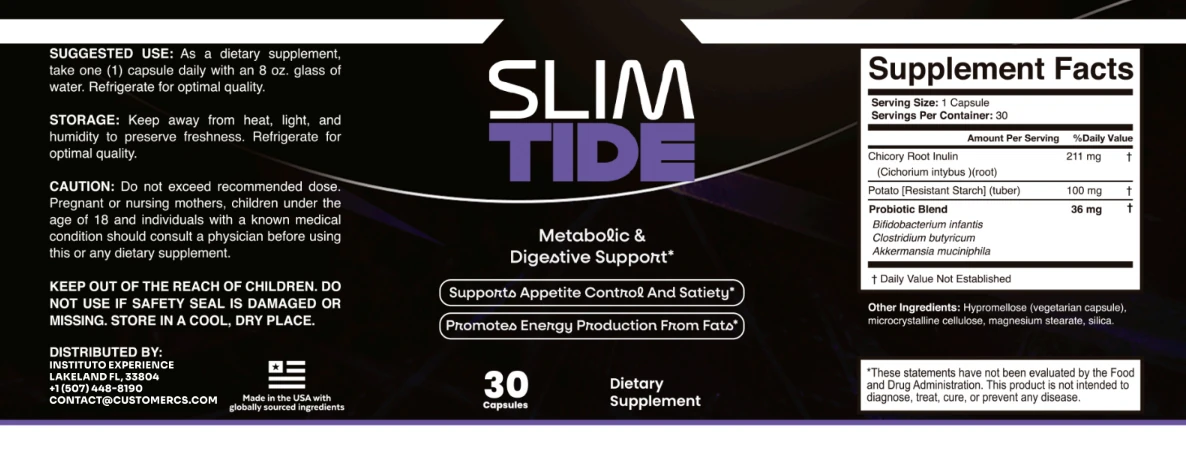 SUGGESTED USE: As a dietary supplement,
take one (1) capsule daily with an 8 oz. glass of
water. Refrigerate for optimal quality.
STORAGE: Keep away from heat, light, and
humidity to preserve freshness. Refrigerate for
optimal quality.
CAUTION: Do not exceed recommended dose.
Pregnant or nursing mothers, children under the
age of 18 and individuals with a known medical
condition should consult a physician before using
this or any dietary supplement.
KEEP OUT OF THE REACH OF CHILDREN. DO
NOT USE IF SAFETY SEAL IS DAMAGED OR
MISSING. STORE IN A COOL, DRY PLACE.
DISTRIBUTED BY:
INSTITUTO EXPERIENCE
LAKELAND FL, 33804
+1 (507) 448-8190
CONTACT@CUSTOMERCS.COM
Made in the USA with
globally sourced ingredients
SLIM
TIDE
Metabolic &
Digestive Support*
Supports Appetite Control And Satiety*
Promotes Energy Production From Fats*
30
Capsules
Dietary
Supplement
Supplement Facts
Serving Size: 1 Capsule
Servings Per Container: 30
Amount Per Serving %Daily Value
Chicory Root Inulin 211 mg †
(Cichorium intybus )(root)
Potato [Resistant Starch] (tuber) 100 mg †
Probiotic Blend 36 mg †
Bifidobacterium infantis
Clostridium butyricum
Akkermansia muciniphila
† Daily Value Not Established
Other Ingredients: Hypromellose (vegetarian capsule),
microcrystalline cellulose, magnesium stearate, silica.
*These statements have not been evaluated by the Food
and Drug Administration. This product is not intended to
diagnose, treat, cure, or prevent any disease.